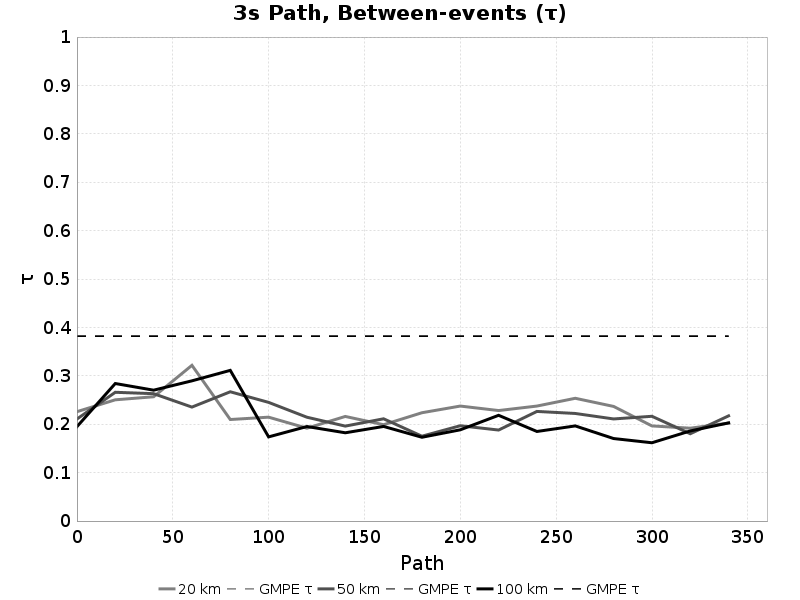 3s Path, Between-events (τ)
1
0.9
0.8
0.7
0.6
0.5
0.4
0.3
0.2
0.1
0
τ
0 50 100 150 200 250 300 350
Path
20 km GMPE τ 50 km GMPE τ 100 km GMPE τ